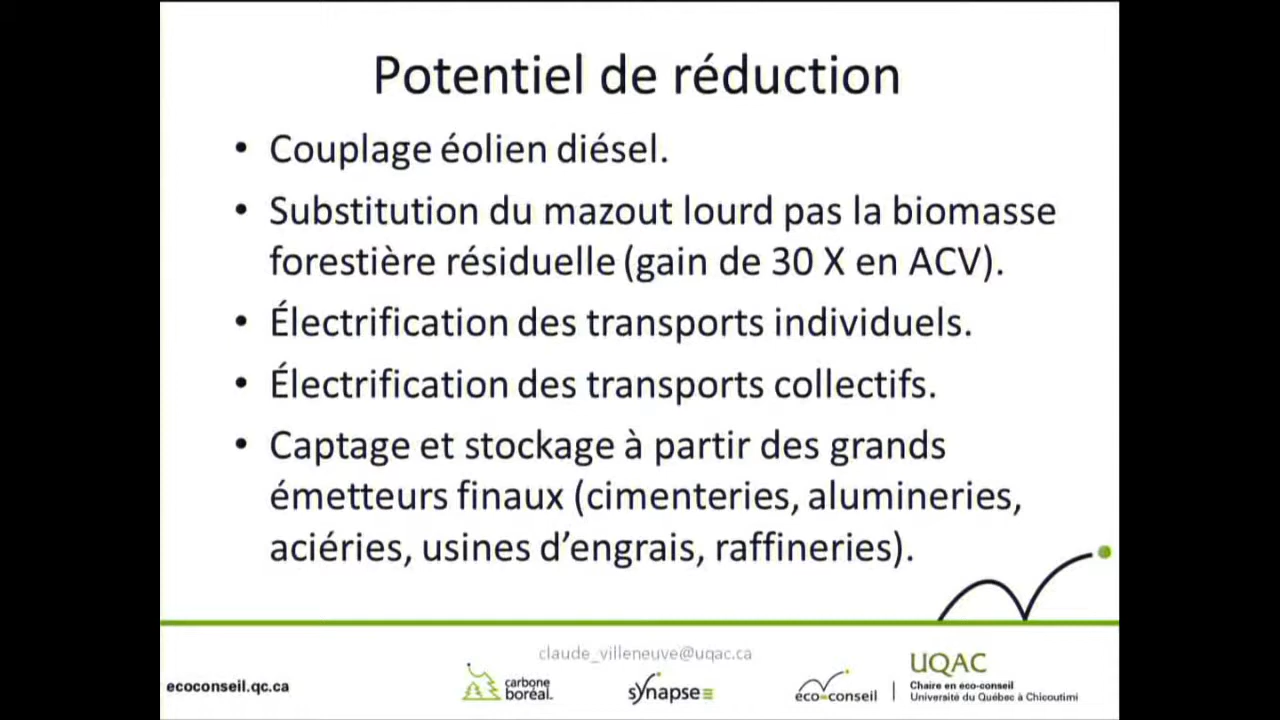 Potentiel de réduction
• Couplage éolien diésel.
• Substitution du mazout lourd pas la biomasse
forestière résiduelle (gain de 30 X en ACV).
• Électrification des transports individuels.
• Électrification des transports collectifs.
• Captage et stockage à partir des grands
émetteurs finaux (cimenteries, alumineries,
aciéries, usines d'engrais, raffineries).
claude_villeneuve@uqac.ca
ecoconseil.qc.ca
carbone
boréal.
synapse
éco-conseil
UQAC
Chaire en éco-conseil
Université du Québec à Chicoutimi